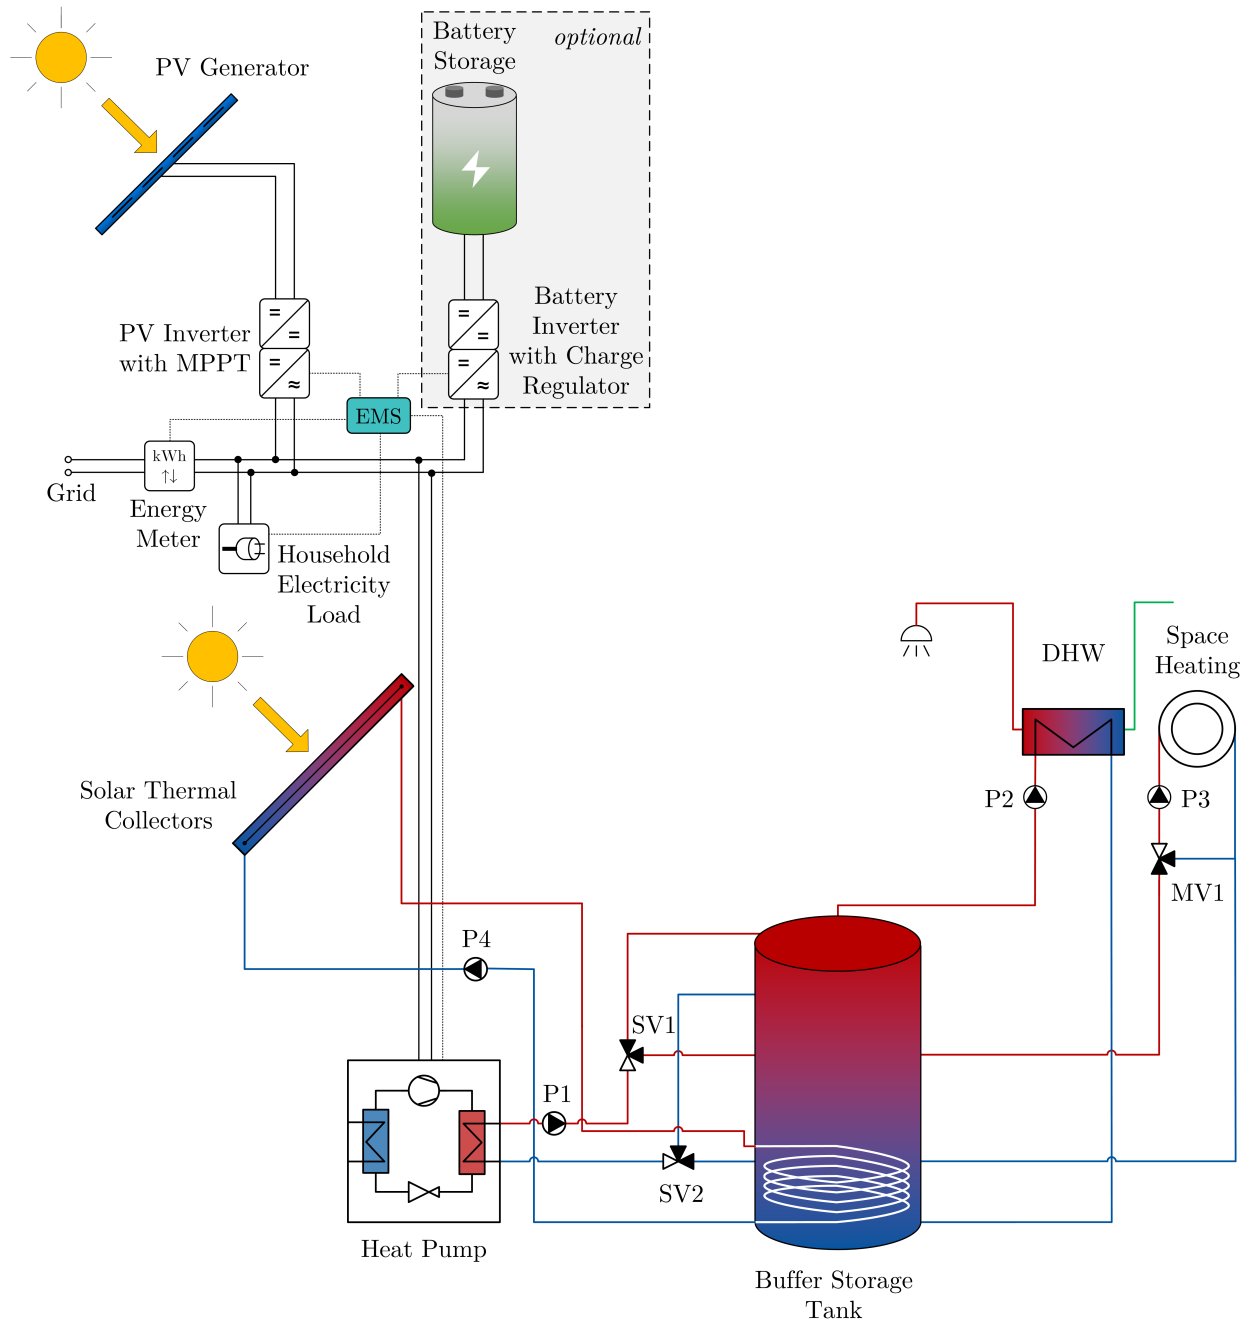 Battery
Storage
optional
PV Generator
Battery
Inverter
with Charge
Regulator
PV Inverter
with MPPT
EMS
kWh
↑↓
Grid
Energy
Meter
Household
Electricity
Load
Space
Heating
DHW
Solar Thermal
Collectors
P2
P3
MV1
P4
SV1
P1
SV2
Heat Pump
Buffer Storage
Tank